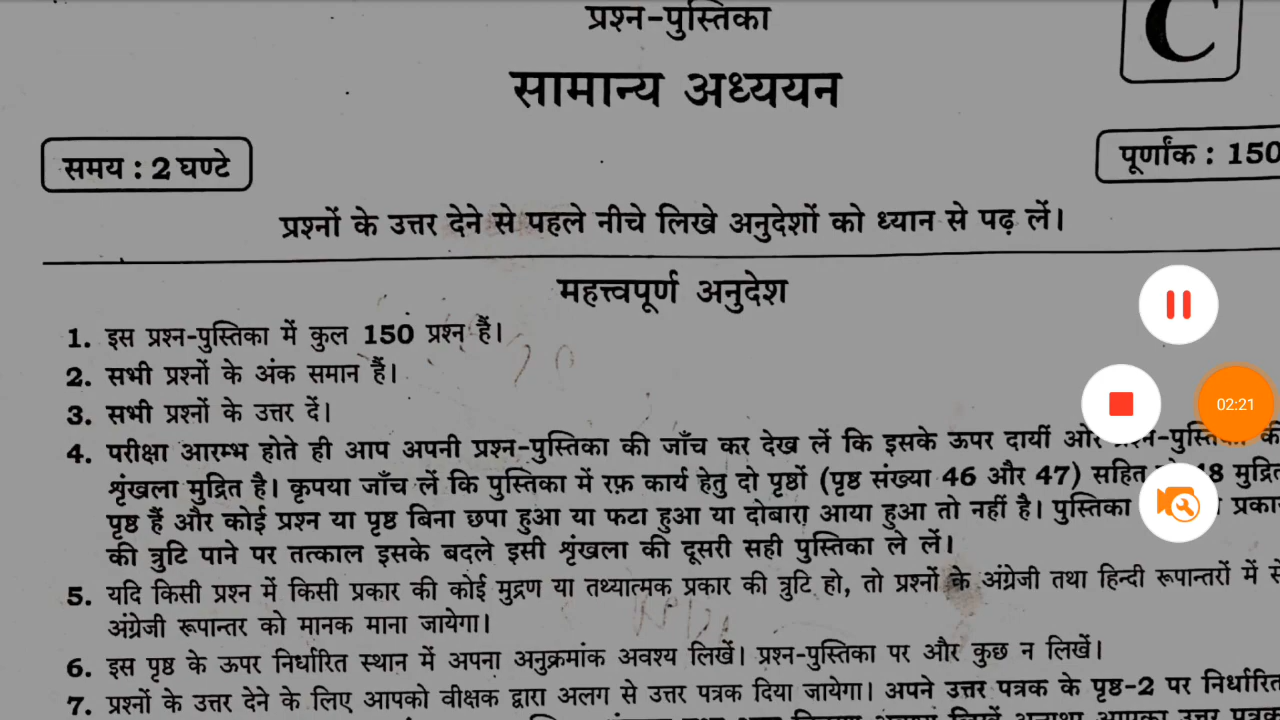 प्रश्न-पुस्तिका
C
सामान्य अध्ययन
समय : 2 घण्टे
पूर्णांक : 150
प्रश्नों के उत्तर देने से पहले नीचे लिखे अनुदेशों को ध्यान से पढ़ लें।
महत्त्वपूर्ण अनुदेश
1. इस प्रश्न-पुस्तिका में कुल 150 प्रश्न हैं।
2. सभी प्रश्नों के अंक समान हैं।
3. सभी प्रश्नों के उत्तर दें।
02:21
4. परीक्षा आरम्भ होते ही आप अपनी प्रश्न-पुस्तिका की जाँच कर देख लें कि इसके ऊपर दायीं ओर
शृंखला मुद्रित है। कृपया जाँच लें कि पुस्तिका में रफ़ कार्य हेतु दो पृष्ठों (पृष्ठ संख्या 46 और 47) सहित
पृष्ठ हैं और कोई प्रश्न या पृष्ठ बिना छपा हुआ या फटा हुआ या दोबारा आया हुआ तो नहीं है। पुस्तिका
की त्रुटि पाने पर तत्काल इसके बदले इसी शृंखला की दूसरी सही पुस्तिका ले लें।
5. यदि किसी प्रश्न में किसी प्रकार की कोई मुद्रण या तथ्यात्मक प्रकार की त्रुटि हो, तो प्रश्नों के अंग्रेजी तथा हिन्दी रूपान्तरों में से
अंग्रेजी रूपान्तर को मानक माना जायेगा।
6. इस पृष्ठ के ऊपर निर्धारित स्थान में अपना अनुक्रमांक अवश्य लिखें। प्रश्न-पुस्तिका पर और कुछ न लिखें।
7. प्रश्नों के उत्तर देने के लिए आपको वीक्षक द्वारा अलग से उत्तर पत्रक दिया जायेगा। अपने उत्तर पत्रक के पृष्ठ-2 पर निर्धारित